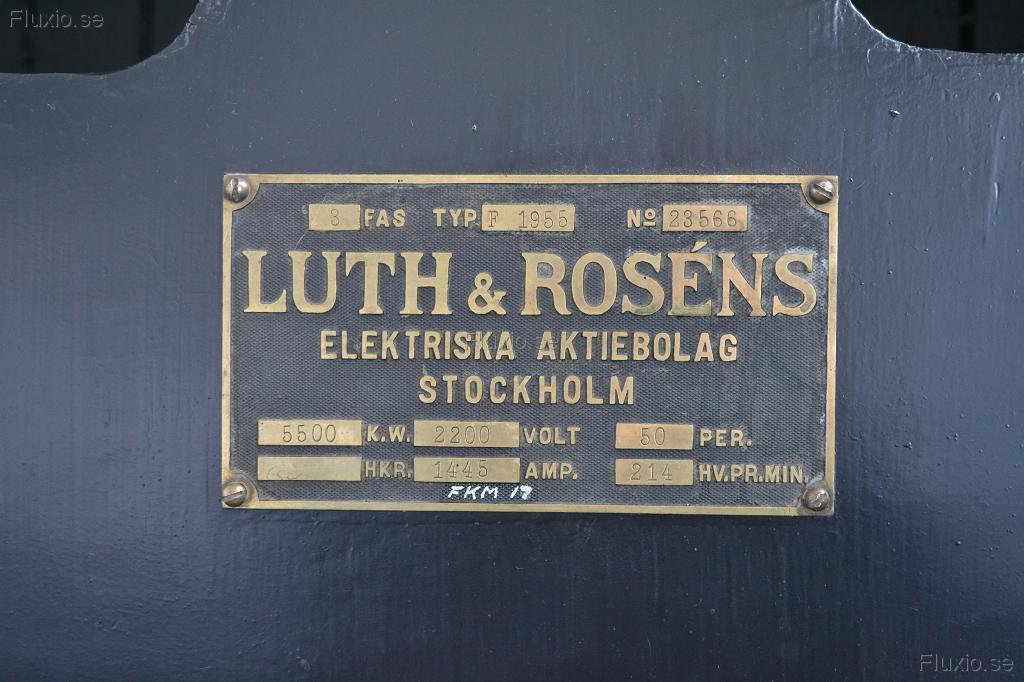 Fluxio.se
3 FAS TYP. F 1955 No 23566
LUTH & ROSÉNS
ELEKTRISKA AKTIEBOLAG
STOCKHOLM
5500 K.W. 2200 VOLT 50 PER.
HKR. 1445 AMP. 214 HV.PR.MIN.
FKM 19
Fluxio.se